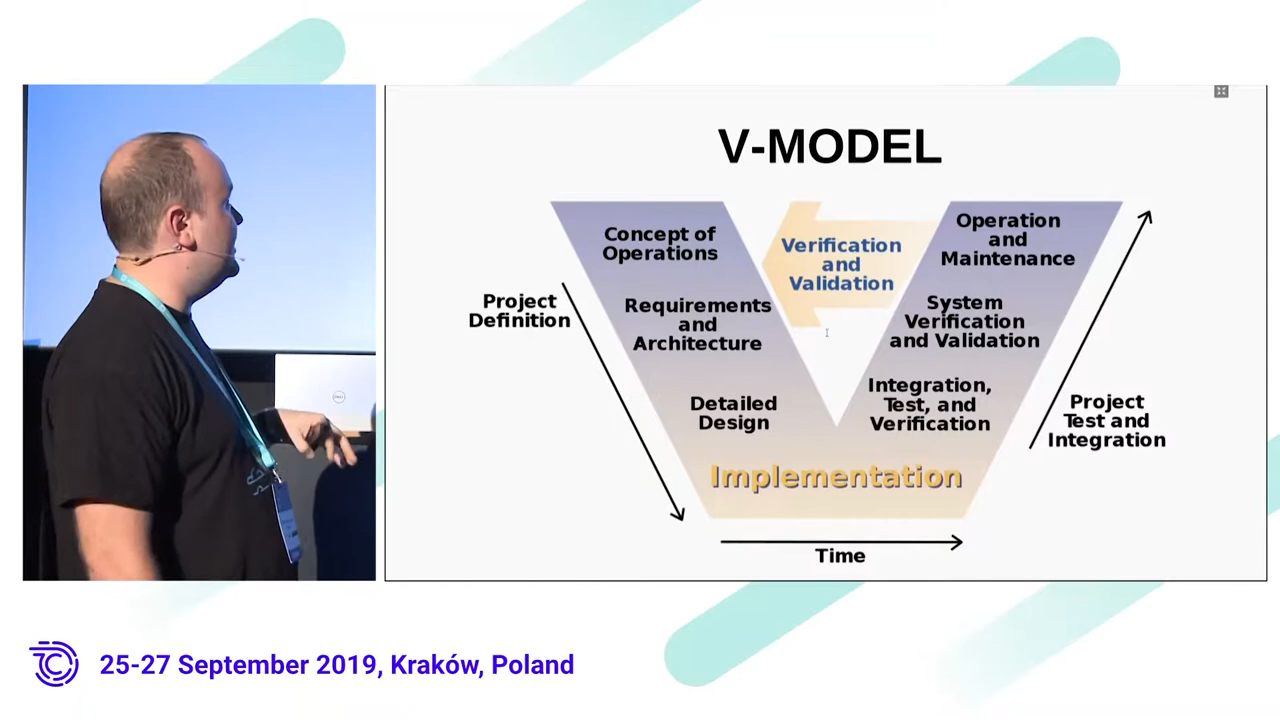 V-MODEL
Concept of
Operations
Verification
and
Validation
Operation
and
Maintenance
Project
Definition
Requirements
and
Architecture
System
Verification
and Validation
Detailed
Design
Integration,
Test, and
Verification
Project
Test and
Integration
Implementation
Time
DELL
25-27 September 2019, Kraków, Poland